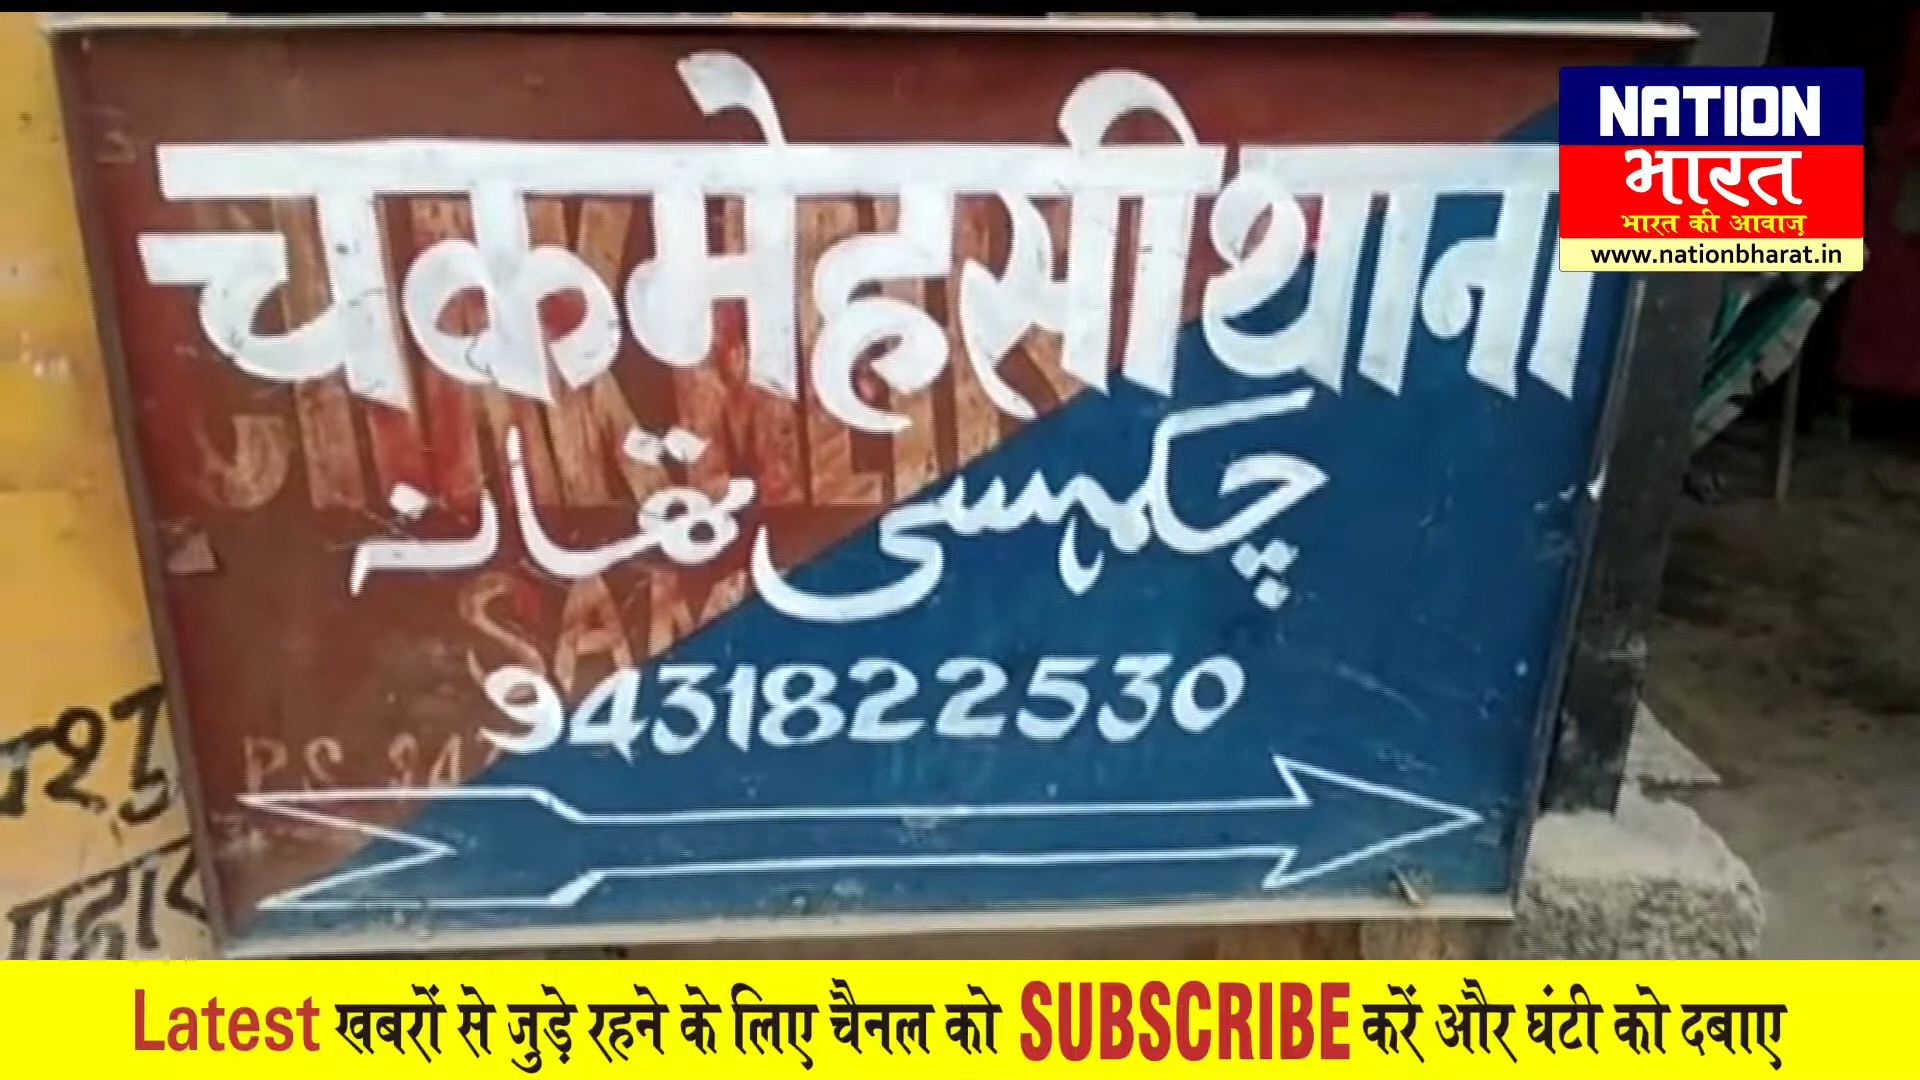 चकमेहसी थाना
چکمہسی تھانہ
9431822530
NATION
भारत
भारत की आवाज़
www.nationbharat.in
Latest खबरों से जुड़े रहने के लिए चैनल को SUBSCRIBE करें और घंटी को दबाए